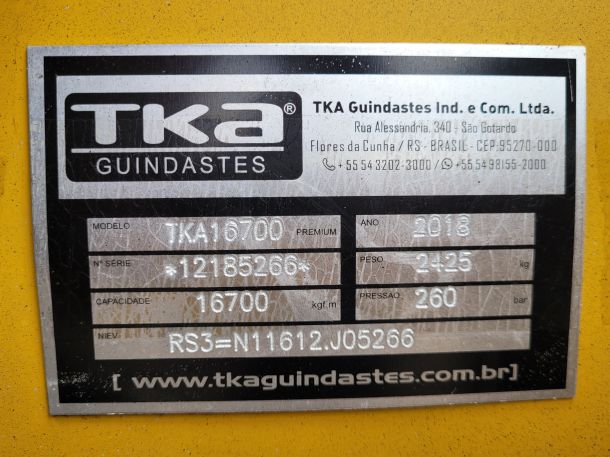 TKA®
GUINDASTES
TKA Guindastes Ind. e Com. Ltda.
Rua Alessandria, 340 - São Gotardo
Flores da Cunha / RS - BRASIL - CEP.95270-000
+55 54 3202-3000 / +55 54 98155-2000
MODELO TKA16700 PREMIUM ANO 2018
Nº SÉRIE *12185266* PESO 2425 kg
CAPACIDADE 16700 kgf.m PRESSÃO 260 bar
NIEV RS3=N11612.J05266
[ www.tkaguindastes.com.br]